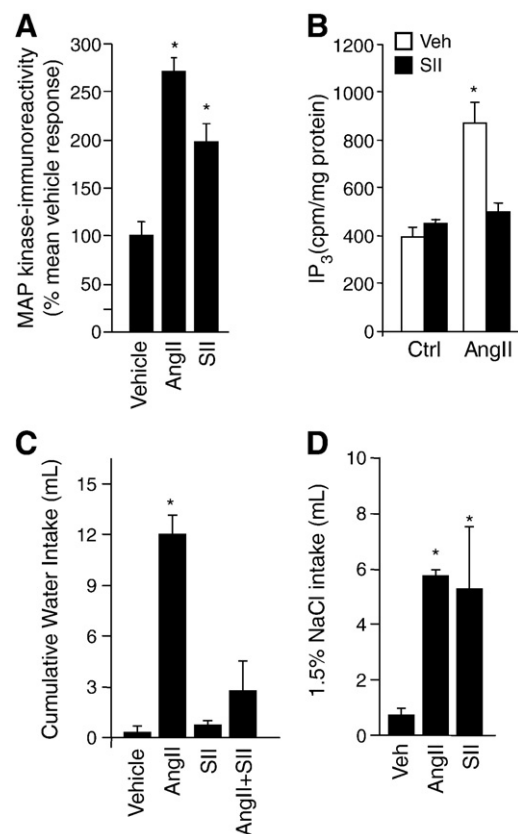 A
MAP kinase-immunoreactivity
(% mean vehicle response)
300
250
200
150
100
50
0
*
*
Vehicle
AngII
SII
B
Veh
SII
IP3(cpm/mg protein)
1200
1000
800
600
400
200
0
*
Ctrl
AngII
C
Cumulative Water Intake (mL)
15
12
9
6
3
0
*
Vehicle
AngII
SII
AngII+SII
D
1.5% NaCl intake (mL)
10
8
6
4
2
0
*
*
Veh
AngII
SII